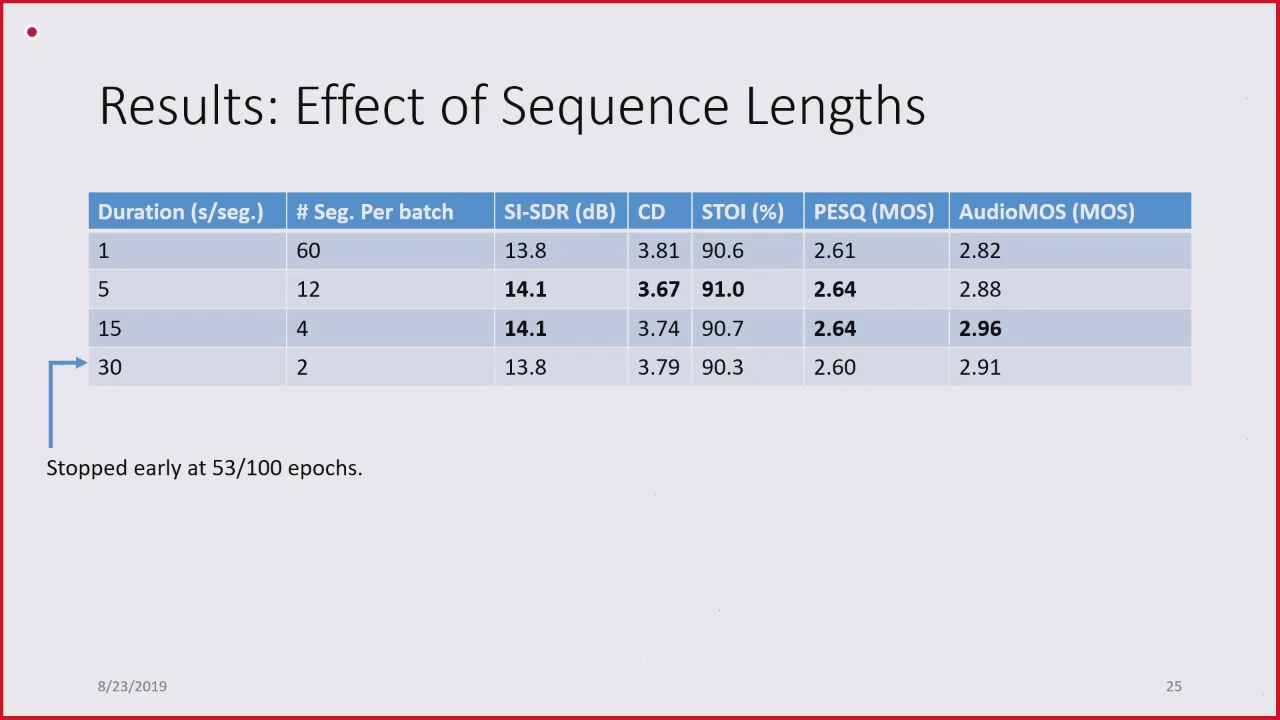 Results: Effect of Sequence Lengths
Duration (s/seg.) # Seg. Per batch SI-SDR (dB) CD STOI (%) PESQ (MOS) AudioMOS (MOS)
1 60 13.8 3.81 90.6 2.61 2.82
5 12 14.1 3.67 91.0 2.64 2.88
15 4 14.1 3.74 90.7 2.64 2.96
30 2 13.8 3.79 90.3 2.60 2.91
Stopped early at 53/100 epochs.
8/23/2019 25